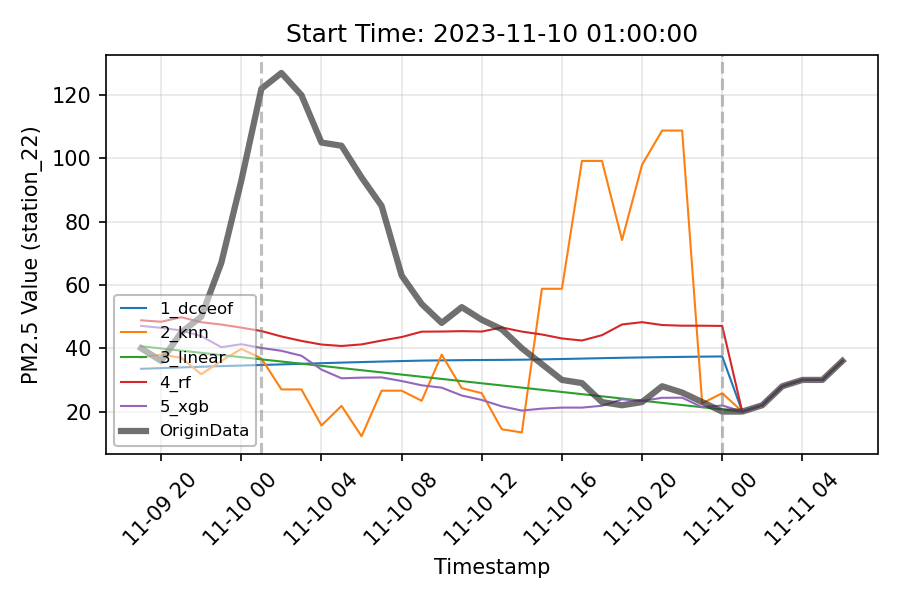 Start Time: 2023-11-10 01:00:00
PM2.5 Value (station_22)
120
100
80
60
40
20
1_dcceof
2_knn
3_linear
4_rf
5_xgb
OriginData
11-09 20
11-10 00
11-10 04
11-10 08
11-10 12
11-10 16
11-10 20
11-11 00
11-11 04
Timestamp